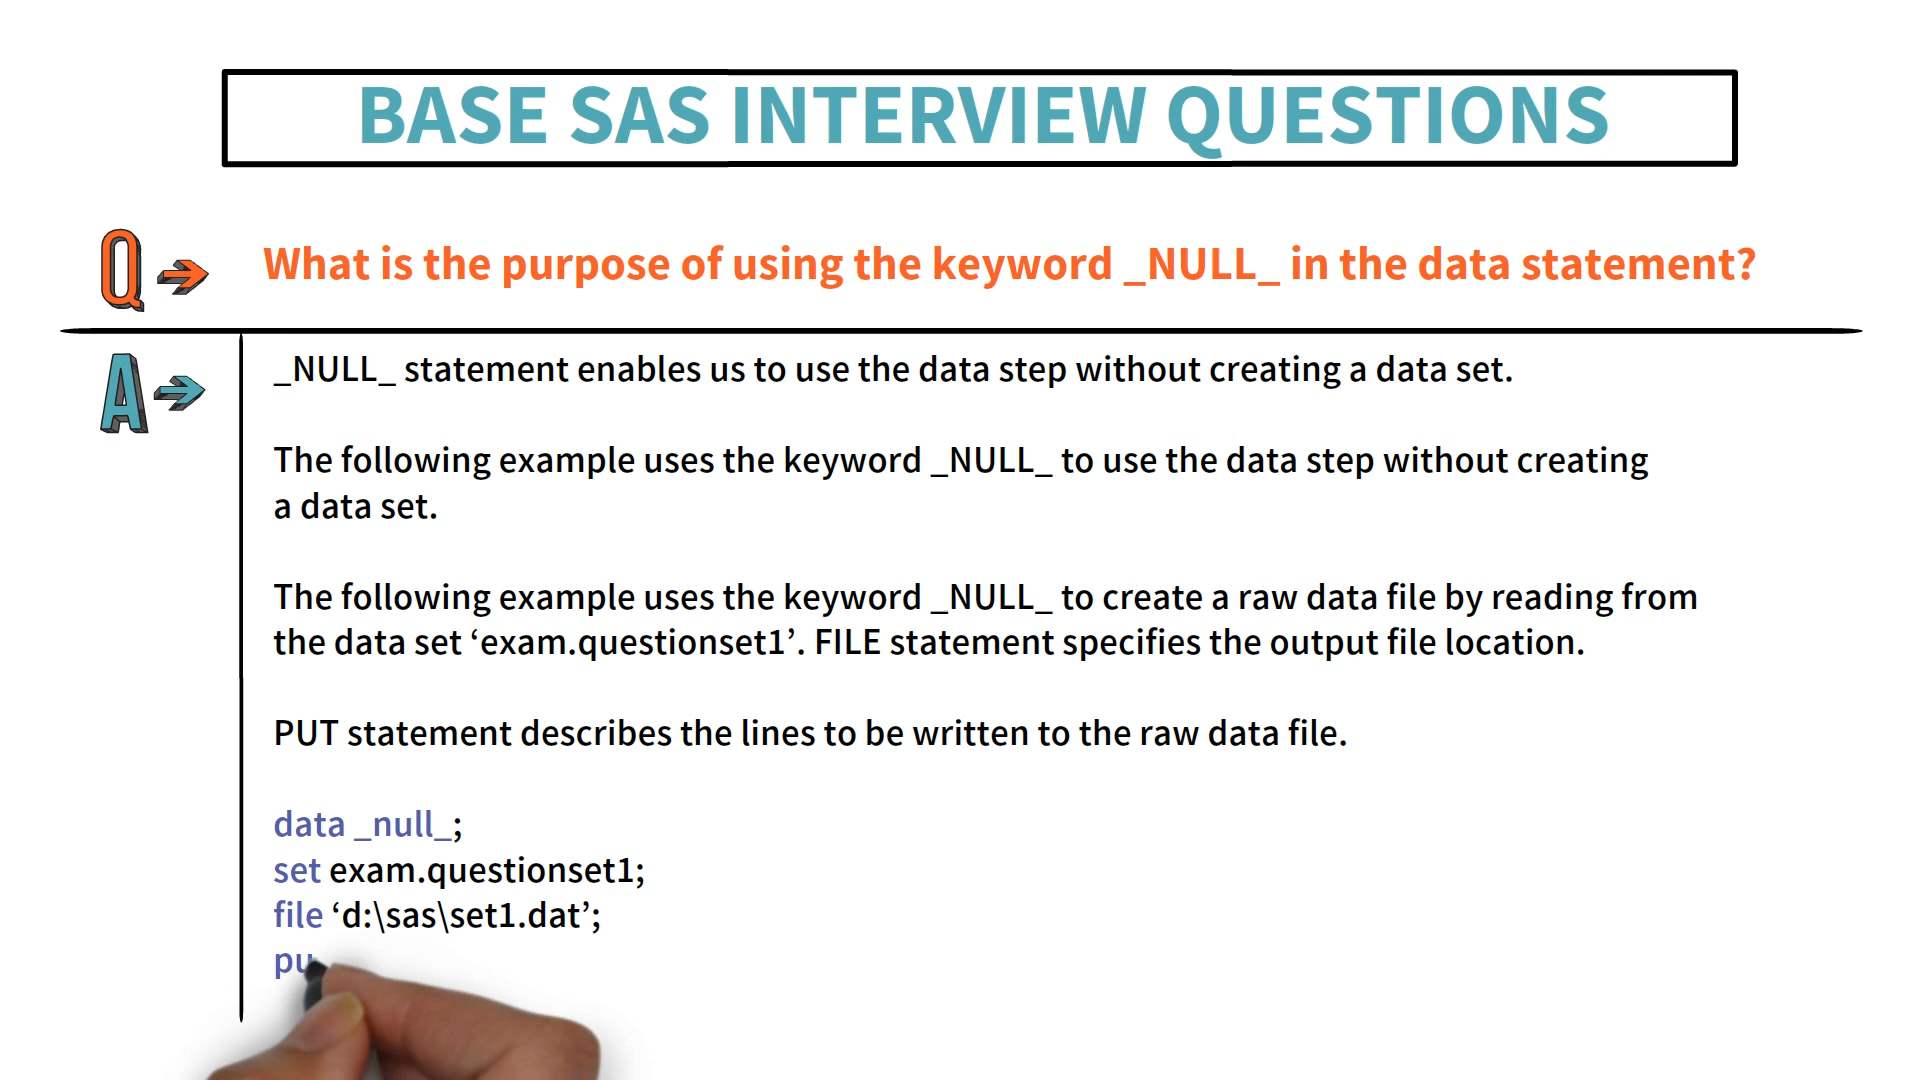 BASE SAS INTERVIEW QUESTIONS
Q
What is the purpose of using the keyword _NULL_ in the data statement?
A
_NULL_ statement enables us to use the data step without creating a data set.
The following example uses the keyword _NULL_ to use the data step without creating
a data set.
The following example uses the keyword _NULL_ to create a raw data file by reading from
the data set ‘exam.questionset1’. FILE statement specifies the output file location.
PUT statement describes the lines to be written to the raw data file.
data _null_;
set exam.questionset1;
file ‘d:\sas\set1.dat’;
pu